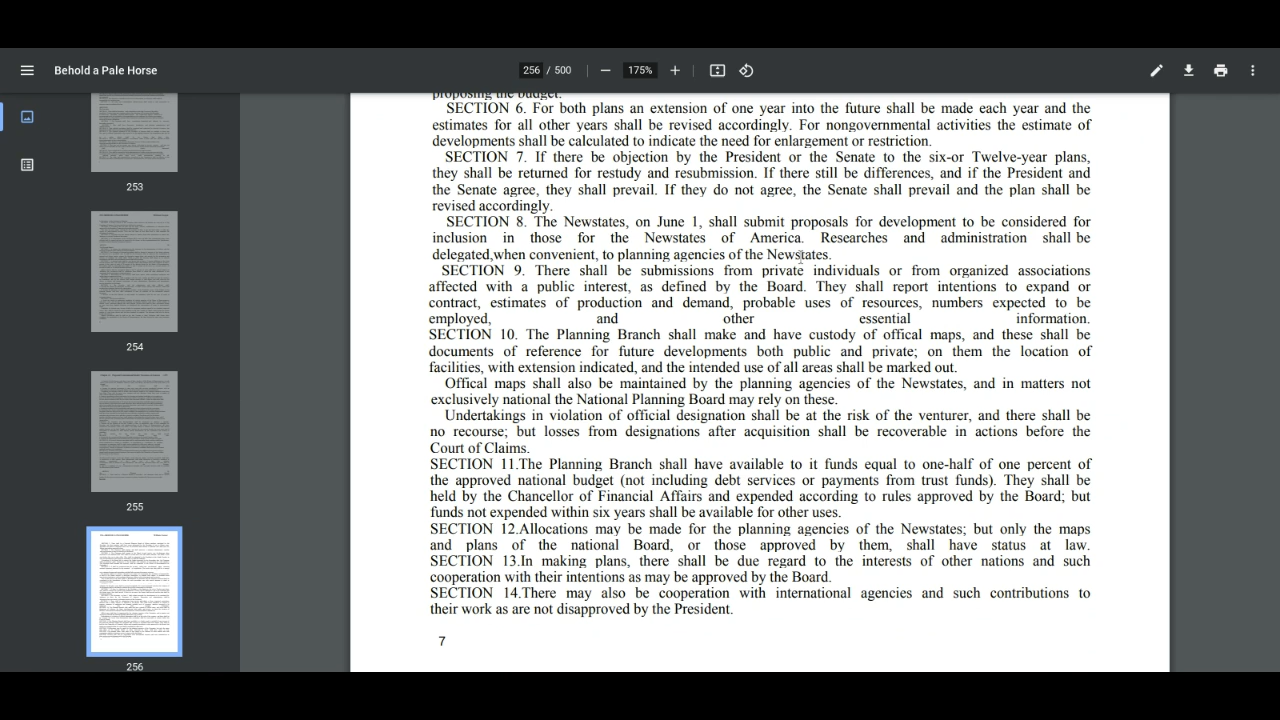 Behold a Pale Horse
256 / 500
175%
253
254
255
256
proposing the
SECTION 6. Each month plans for extension one year into the future shall be made each year and the
estimates for all other years shall be revised accordingly. For nongovernmental activities the estimate of
developments shall be calculated to indicate the need for enlargement or restriction.
SECTION 7. If there be objection by the President or the Senate to the six-or Twelve-year plans,
they shall be returned for restudy and resubmission. If there still be differences, and if the President and
the Senate agree, they shall prevail. If they do not agree, the Senate shall prevail and the plan shall be
revised accordingly.
SECTION 8. The Newstates, on June 1, shall submit proposals for development to be considered for
inclusion in those for the Newstates of America. Researches and administration shall be
delegated, when convenient, to planning agencies of the Newstates.
SECTION 9. There shall be submissions from private individuals or from organized associations
affected with a public interest, as defined by the Board. They shall report intentions to expand or
contract, estimates of production and demand, probable uses of resources, numbers expected to be
employed, and other essential information.
SECTION 10. The Planning Branch shall make and have custody of offical maps, and these shall be
documents of reference for future developments both public and private; on them the location of
facilities, with extension indicated, and the intended use of all areas shall be marked out.
Official maps shall also be maintained by the planning agencies of the Newstates, and in matters not
exclusively national the National Planning Board may rely on these.
Undertakings in violation of official designation shall be at the risk of the venturer, and there shall be
no recourse; but losses from designations after acquisition shall be recoverable in actions before the
Court of Claims.
SECTION 11.The Planning Branch shall have available to it funds equal to one-half of one percent of
the approved national budget (not including debt services or payments from trust funds). They shall be
held by the Chancellor of Financial Affairs and expended according to rules approved by the Board; but
funds not expended within six years shall be available for other uses.
SECTION 12.Allocations may be made for the planning agencies of the Newstates; but only the maps
and plans of the national Board, or those approved by them, shall have status at law.
SECTION 13.In making plans, there shall be due regard to the interests of other nations and such
cooperation with their intentions as may be approved by the Board.
SECTION 14.There may also be cooperation with international agencies and such contributions to
their work as are not disapproved by the President.
7